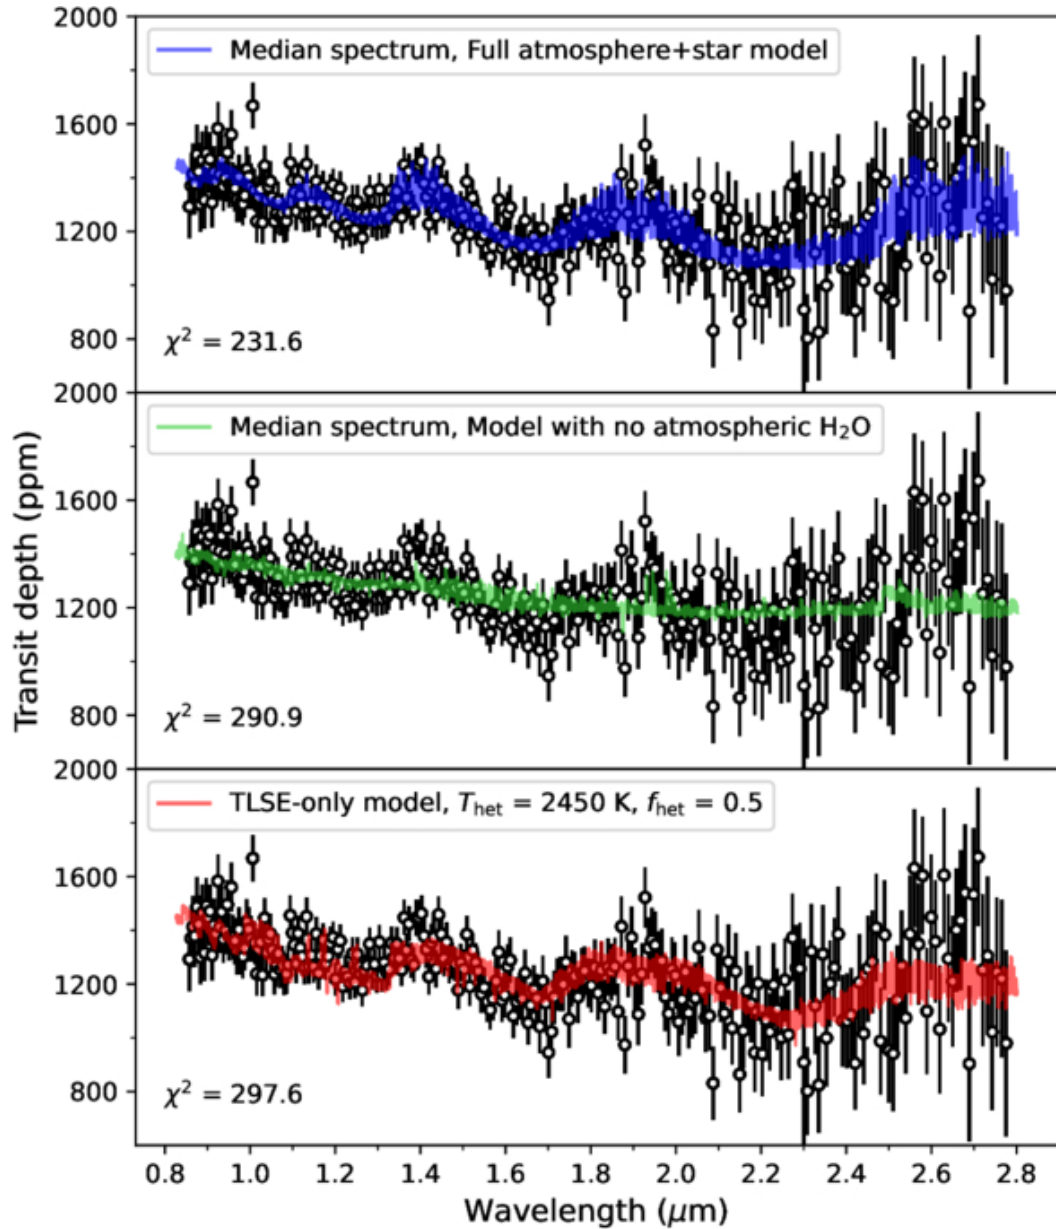 2000
Median spectrum, Full atmosphere+star model
1600
1200
800
χ² = 231.6
2000
Median spectrum, Model with no atmospheric H₂O
1600
1200
800
χ² = 290.9
Transit depth (ppm)
2000
TLSE-only model, T_het = 2450 K, f_het = 0.5
1600
1200
800
χ² = 297.6
0.8 1.0 1.2 1.4 1.6 1.8 2.0 2.2 2.4 2.6 2.8
Wavelength (μm)